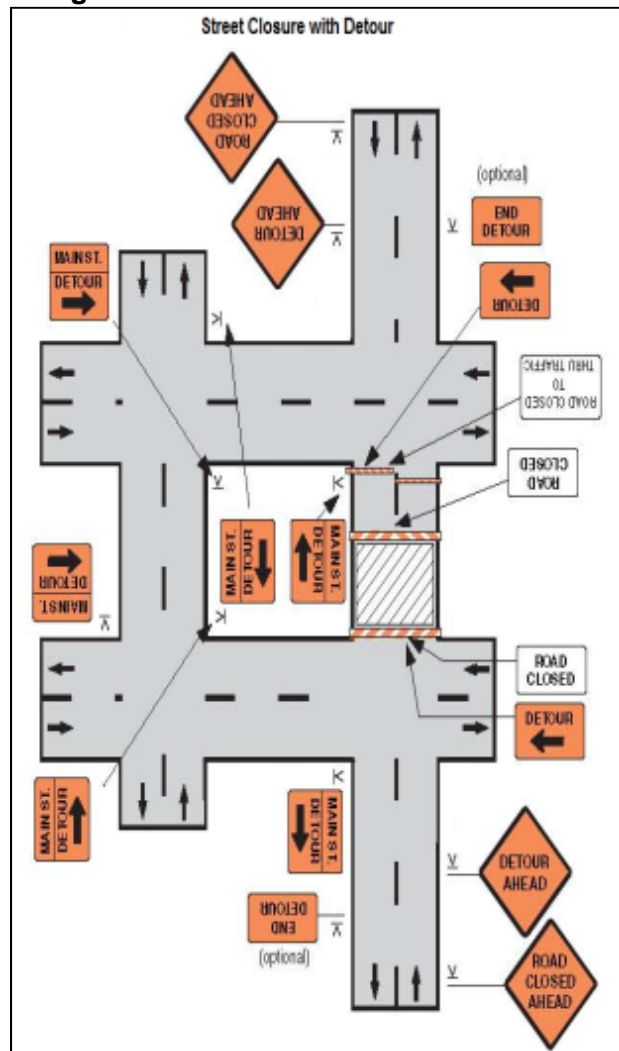 Street Closure with Detour
ROAD
CLOSED
AHEAD
DETOUR
AHEAD
(optional)
END
DETOUR
MAIN ST.
DETOUR
DETOUR
ROAD CLOSED
TO
THRU TRAFFIC
ROAD
CLOSED
MAIN ST.
DETOUR
MAIN ST.
DETOUR
MAIN ST.
DETOUR
ROAD
CLOSED
DETOUR
MAIN ST.
DETOUR
MAIN ST.
DETOUR
DETOUR
AHEAD
END
DETOUR
(optional)
ROAD
CLOSED
AHEAD